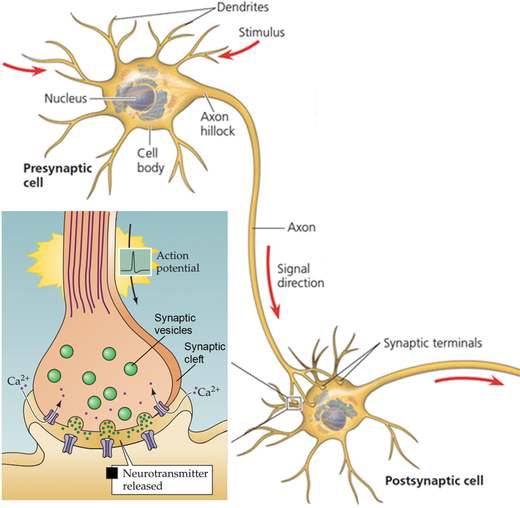 Dendrites
Stimulus
Nucleus
Axon
hillock
Cell
body
Presynaptic
cell
Axon
Signal
direction
Action
potential
Synaptic
vesicles
Synaptic
cleft
Ca2+
Ca2+
Neurotransmitter
released
Synaptic terminals
Postsynaptic cell